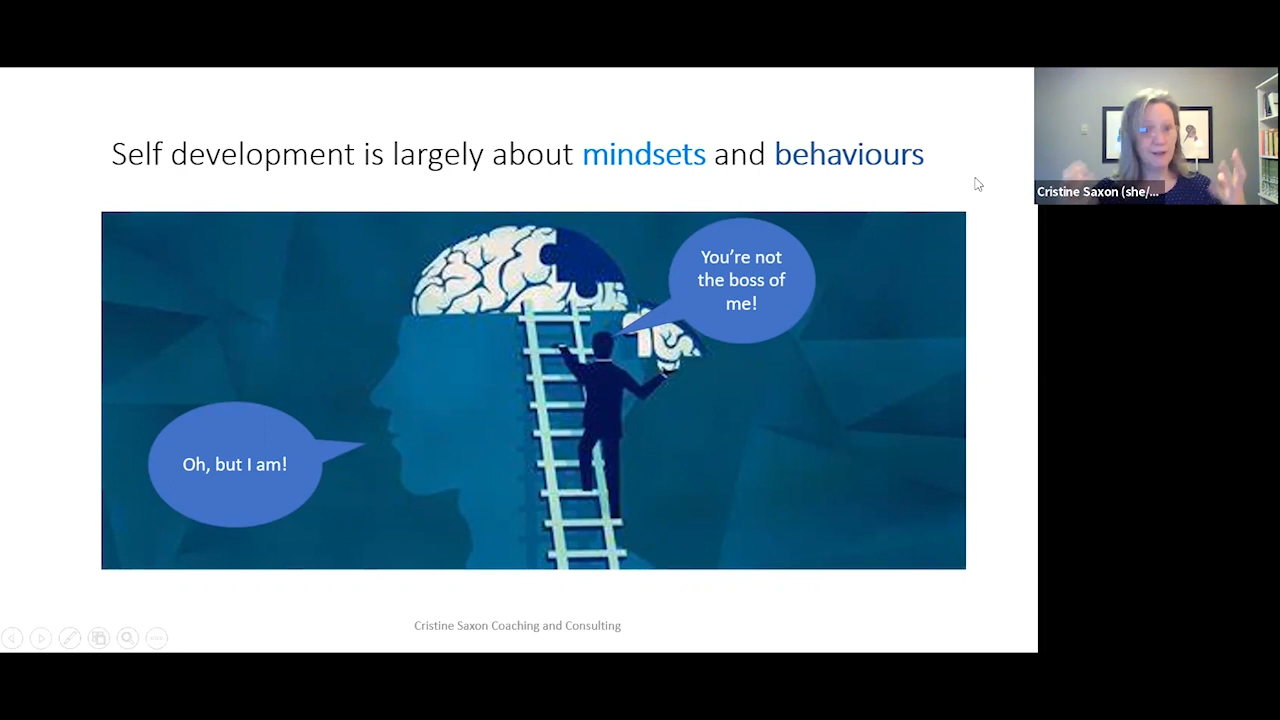 Self development is largely about mindsets and behaviours
You’re not
the boss of
me!
Oh, but I am!
Cristine Saxon (she/...
Cristine Saxon Coaching and Consulting